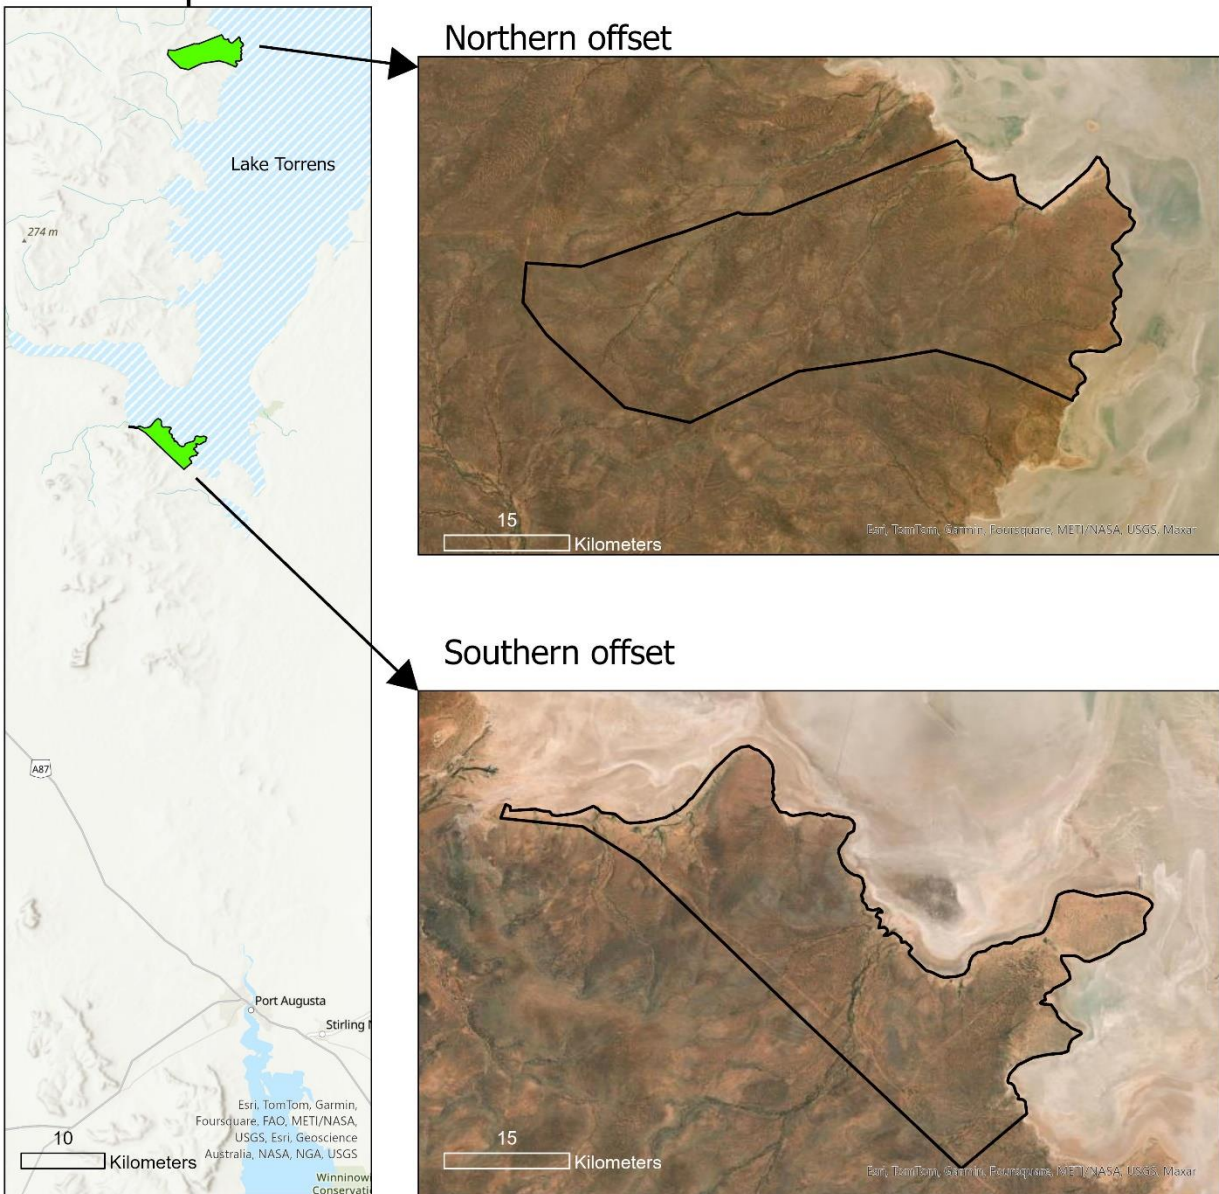 Northern offset
Lake Torrens
274 m
15
Kilometers
Esri, TomTom, Garmin, Foursquare, METI/NASA, USGS, Maxar
Southern offset
A87
Port Augusta
Stirling
Esri, TomTom, Garmin,
Foursquare, FAO, METI/NASA,
USGS, Esri, Geoscience
Australia, NASA, NGA, USGS
10
Kilometers
Winninow
Conservati
15
Kilometers
Esri, TomTom, Garmin, Foursquare, METI/NASA, USGS, Maxar